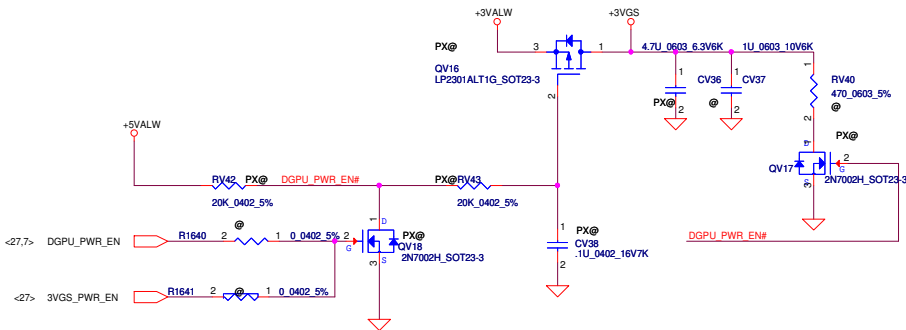 +3VALW
+3VGS
PX@
3
1
4.7U_0603_6.3V6K
1U_0603_10V6K
QV16
LP2301ALT1G_SOT23-3
2
1
CV36
PX@
2
1
CV37
@
2
1
RV40
470_0603_5%
@
2
+5VALW
PX@
D
2
G
QV17
S
3
2N7002H_SOT23-3
RV42
PX@
20K_0402_5%
DGPU_PWR_EN#
PX@
RV43
20K_0402_5%
1
D
PX@
1
PX@
CV38
.1U_0402_16V7K
2
DGPU_PWR_EN#
<27,7>
DGPU_PWR_EN
R1640
2
@
1
0_0402_5%
2
G
QV18
S
3
2N7002H_SOT23-3
<27>
3VGS_PWR_EN
R1641
2
@
1
0_0402_5%